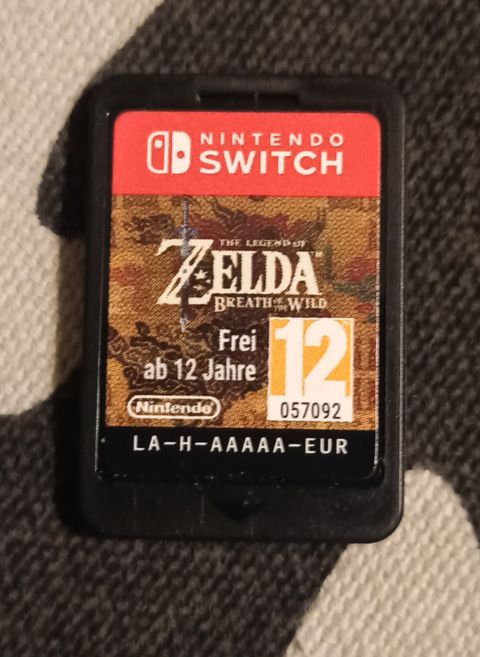 NINTENDO
SWITCH
THE LEGEND OF
ZELDA™
BREATH OF THE WILD
Frei
ab 12 Jahre
12
057092
Nintendo
LA-H-AAAAA-EUR